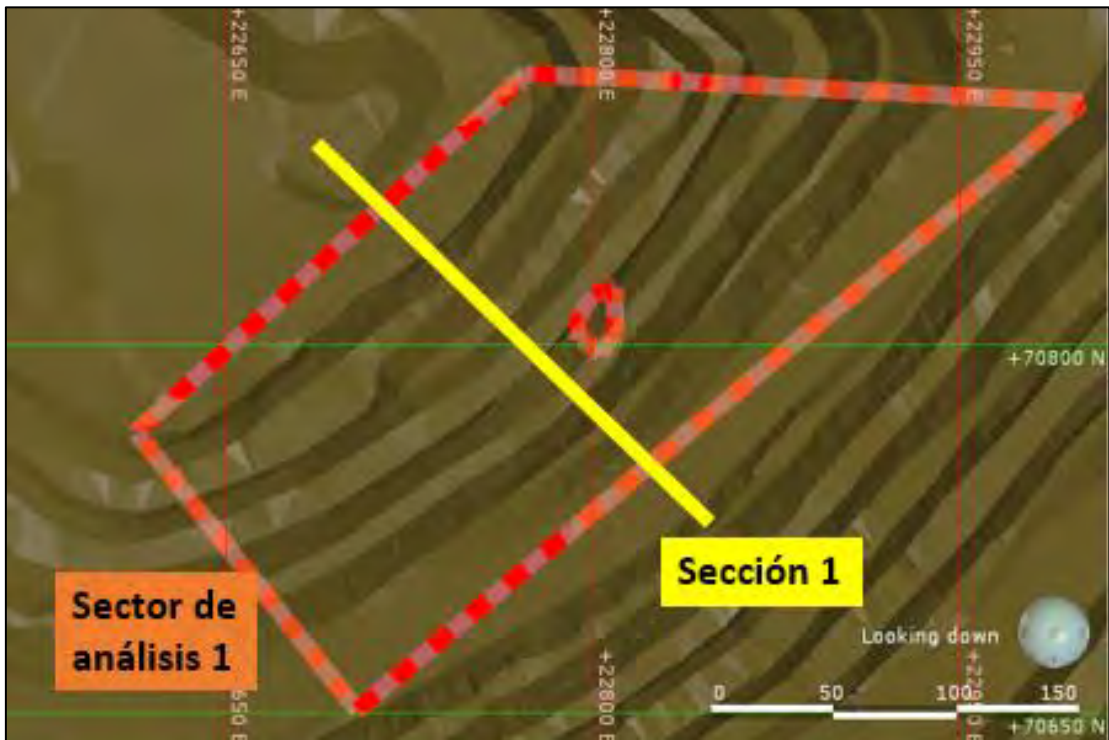 +22650 E
+22800 E
+22950 E
+70800 N
Sección 1
Sector de
análisis 1
Looking down
+22800 E
0 50 100 150
+70650 N